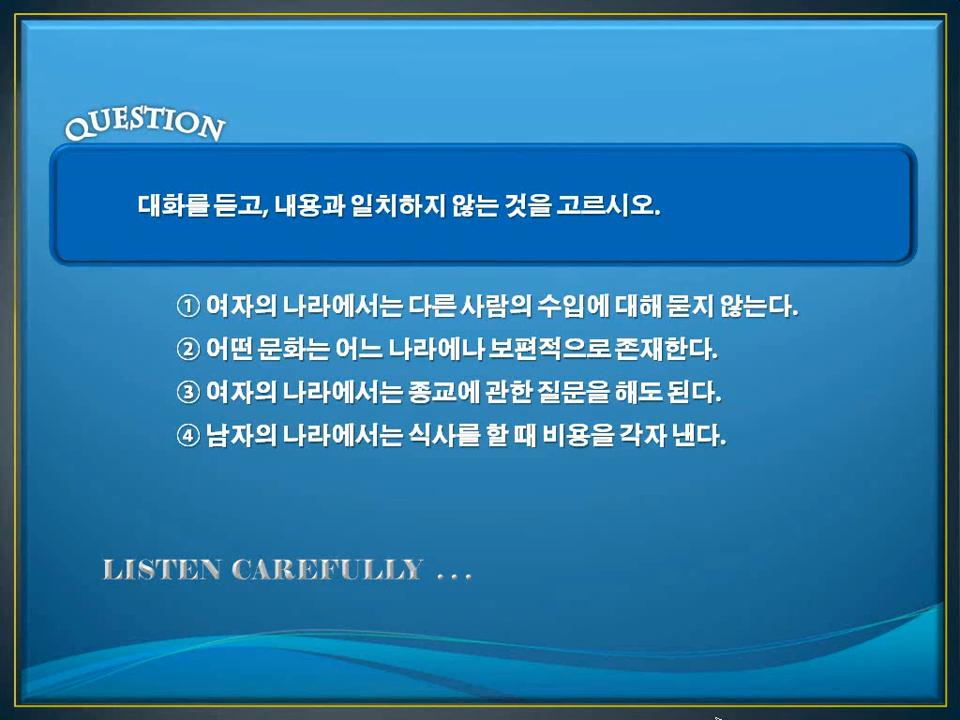 QUESTION
대화를 듣고, 내용과 일치하지 않는 것을 고르시오.
① 여자의 나라에서는 다른 사람의 수입에 대해 묻지 않는다.
② 어떤 문화는 어느 나라에나 보편적으로 존재한다.
③ 여자의 나라에서는 종교에 관한 질문을 해도 된다.
④ 남자의 나라에서는 식사를 할 때 비용을 각자 낸다.
LISTEN CAREFULLY ...